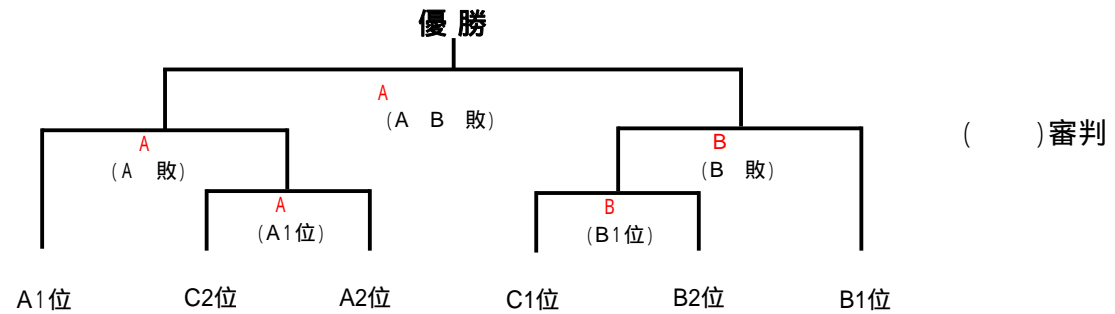 優 勝
A
(A B 敗)
A
(A 敗)
B
(B 敗)
(    )審判
A
(A1位)
B
(B1位)
A1位
C2位
A2位
C1位
B2位
B1位